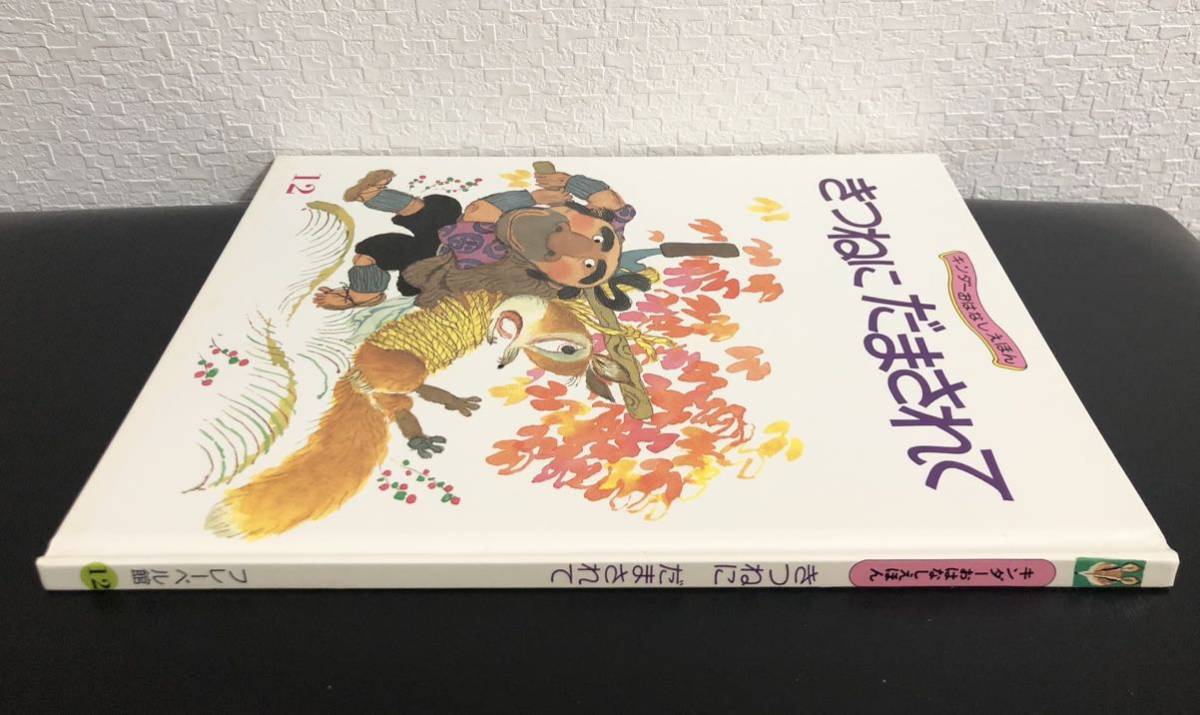 キンダーおはなしえほん
きつねに だまされて
12
キンダーおはなしえほん
きつねに だまされて
フレーベル館
12